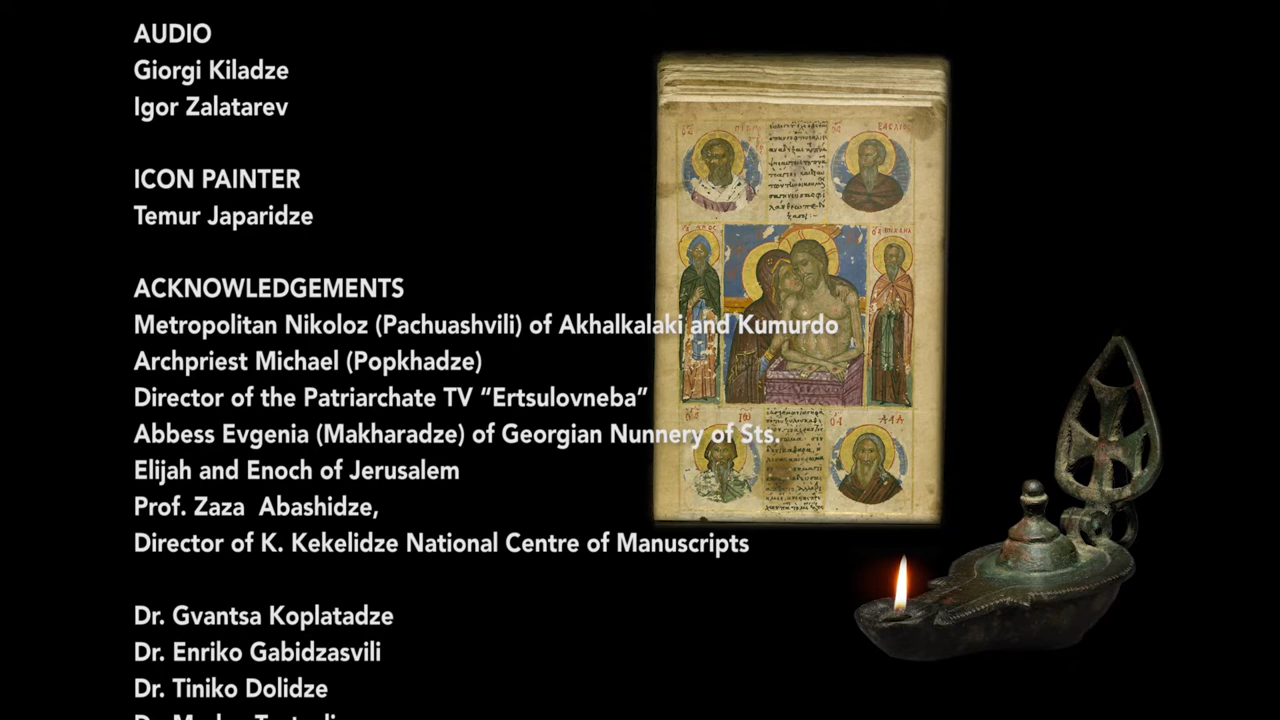 AUDIO
Giorgi Kiladze
Igor Zalatarev
ICON PAINTER
Temur Japaridze
ACKNOWLEDGEMENTS
Metropolitan Nikoloz (Pachuashvili) of Akhalkalaki and Kumurdo
Archpriest Michael (Popkhadze)
Director of the Patriarchate TV “Ertsulovneba”
Abbess Evgenia (Makharadze) of Georgian Nunnery of Sts.
Elijah and Enoch of Jerusalem
Prof. Zaza  Abashidze,
Director of K. Kekelidze National Centre of Manuscripts
Dr. Gvantsa Koplatadze
Dr. Enriko Gabidzasvili
Dr. Tiniko Dolidze